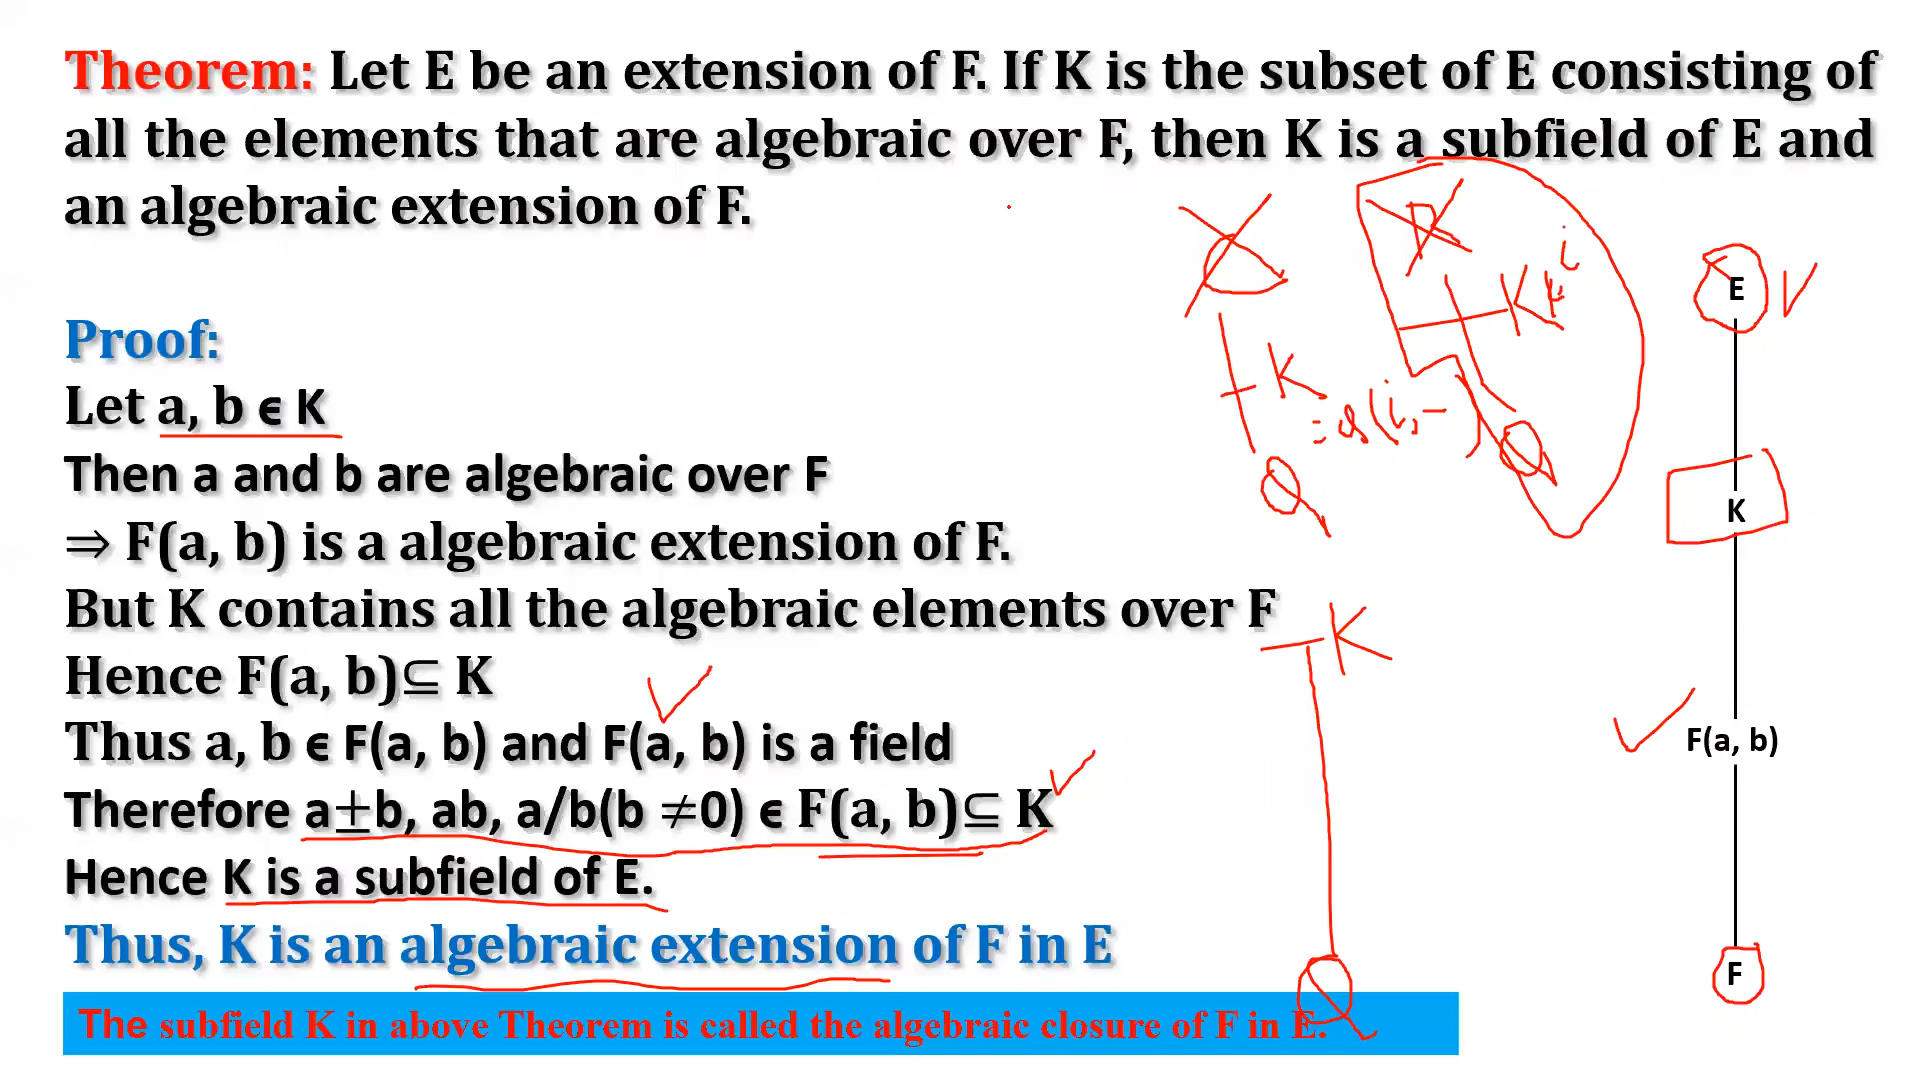 Theorem: Let E be an extension of F. If K is the subset of E consisting of
all the elements that are algebraic over F, then K is a subfield of E and
an algebraic extension of F.
Proof:
Let a, b ϵ K
Then a and b are algebraic over F
⇒ F(a, b) is a algebraic extension of F.
But K contains all the algebraic elements over F
Hence F(a, b)⊆ K
Thus a, b ϵ F(a, b) and F(a, b) is a field
Therefore a±b, ab, a/b(b ≠0) ϵ F(a, b)⊆ K
Hence K is a subfield of E.
Thus, K is an algebraic extension of F in E
The subfield K in above Theorem is called the algebraic closure of F in E.
R
K
i
K
Q
Q
K
Q
E
K
F(a, b)
F